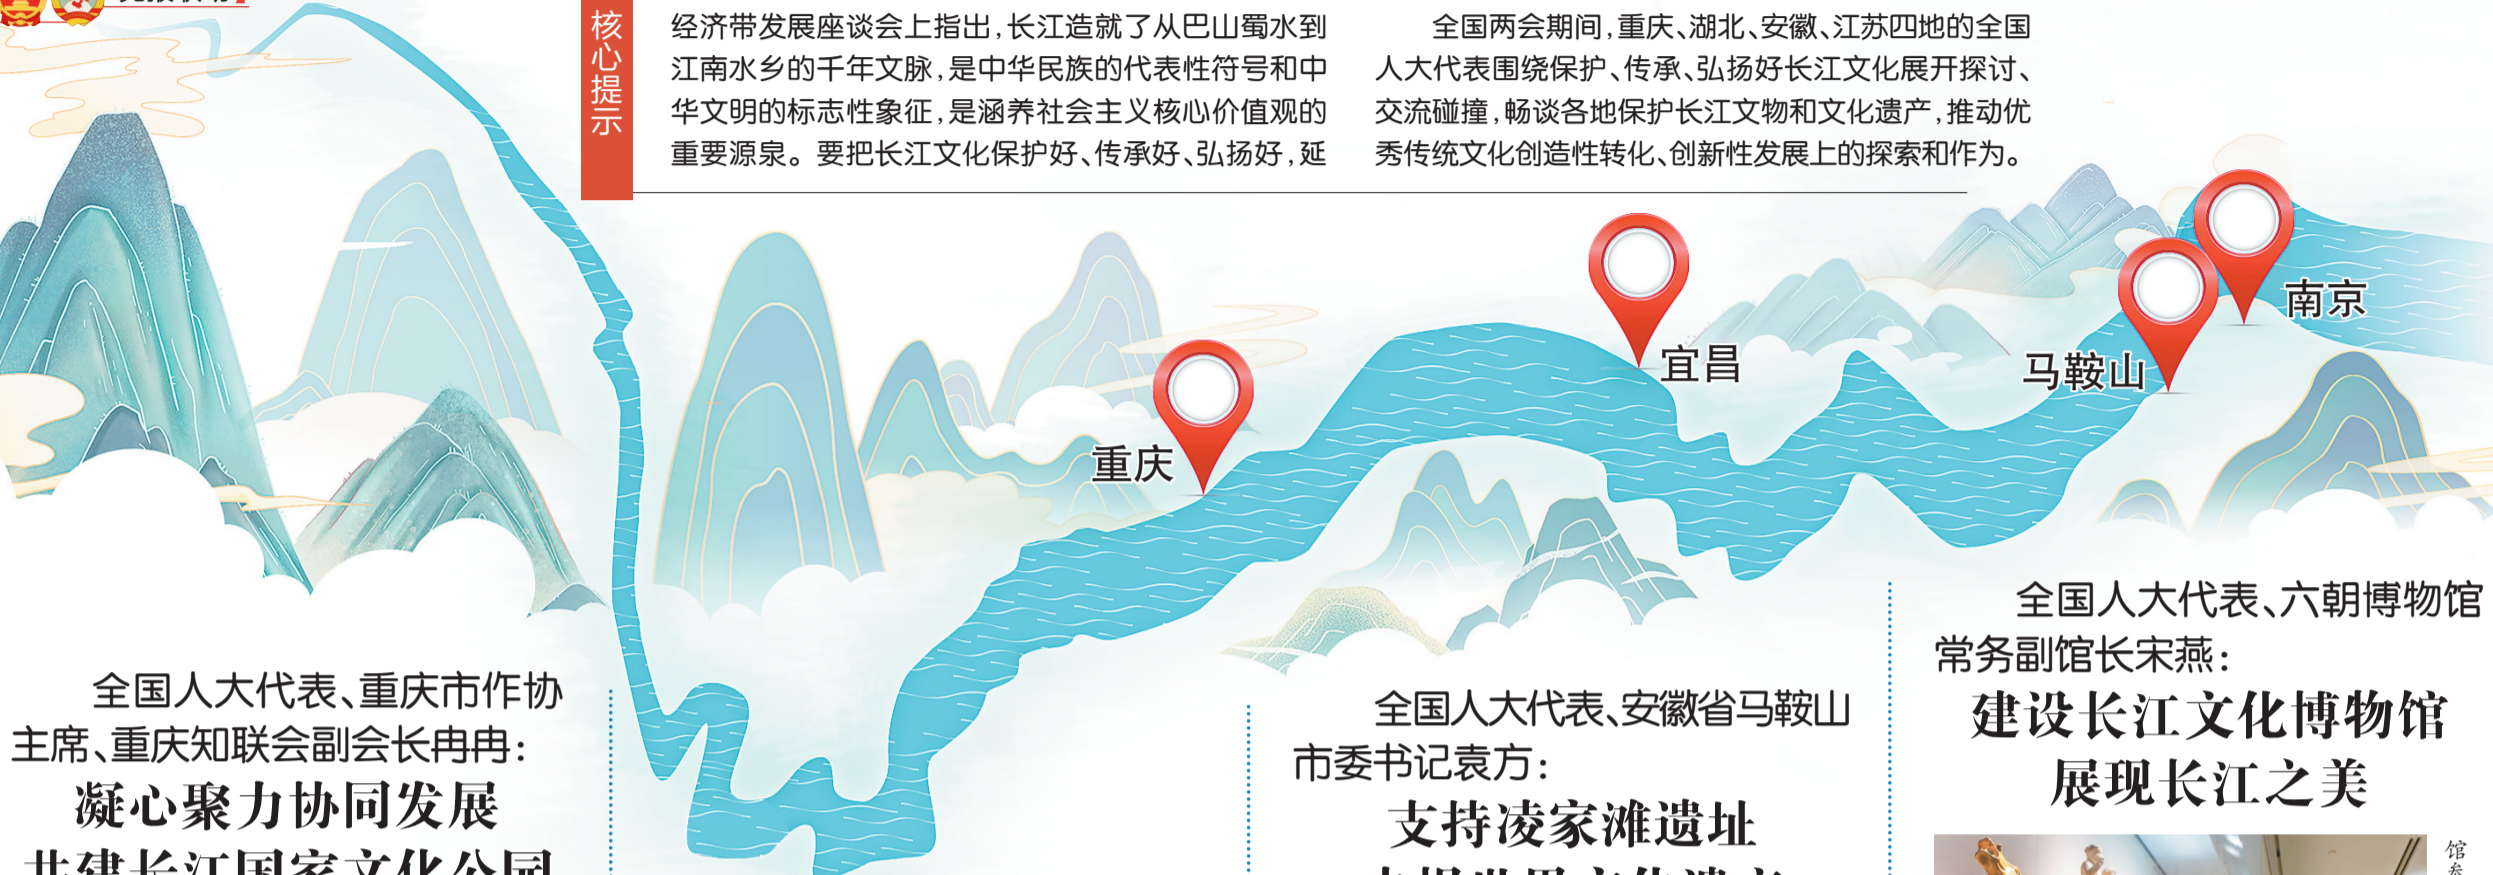 核心提示
经济带发展座谈会上指出,长江造就了从巴山蜀水到
江南水乡的千年文脉,是中华民族的代表性符号和中
华文明的标志性象征,是涵养社会主义核心价值观的
重要源泉。要把长江文化保护好、传承好、弘扬好,延
全国两会期间,重庆、湖北、安徽、江苏四地的全国
人大代表围绕保护、传承、弘扬好长江文化展开探讨、
交流碰撞,畅谈各地保护长江文物和文化遗产,推动优
秀传统文化创造性转化、创新性发展上的探索和作为。
重庆
宜昌
马鞍山
南京
全国人大代表、重庆市作协
主席、重庆知联会副会长冉冉:
凝心聚力协同发展
共建长江国家文化公园
全国人大代表、安徽省马鞍山
市委书记袁方:
支持凌家滩遗址
全国人大代表、六朝博物馆
常务副馆长宋燕:
建设长江文化博物馆
展现长江之美
馆